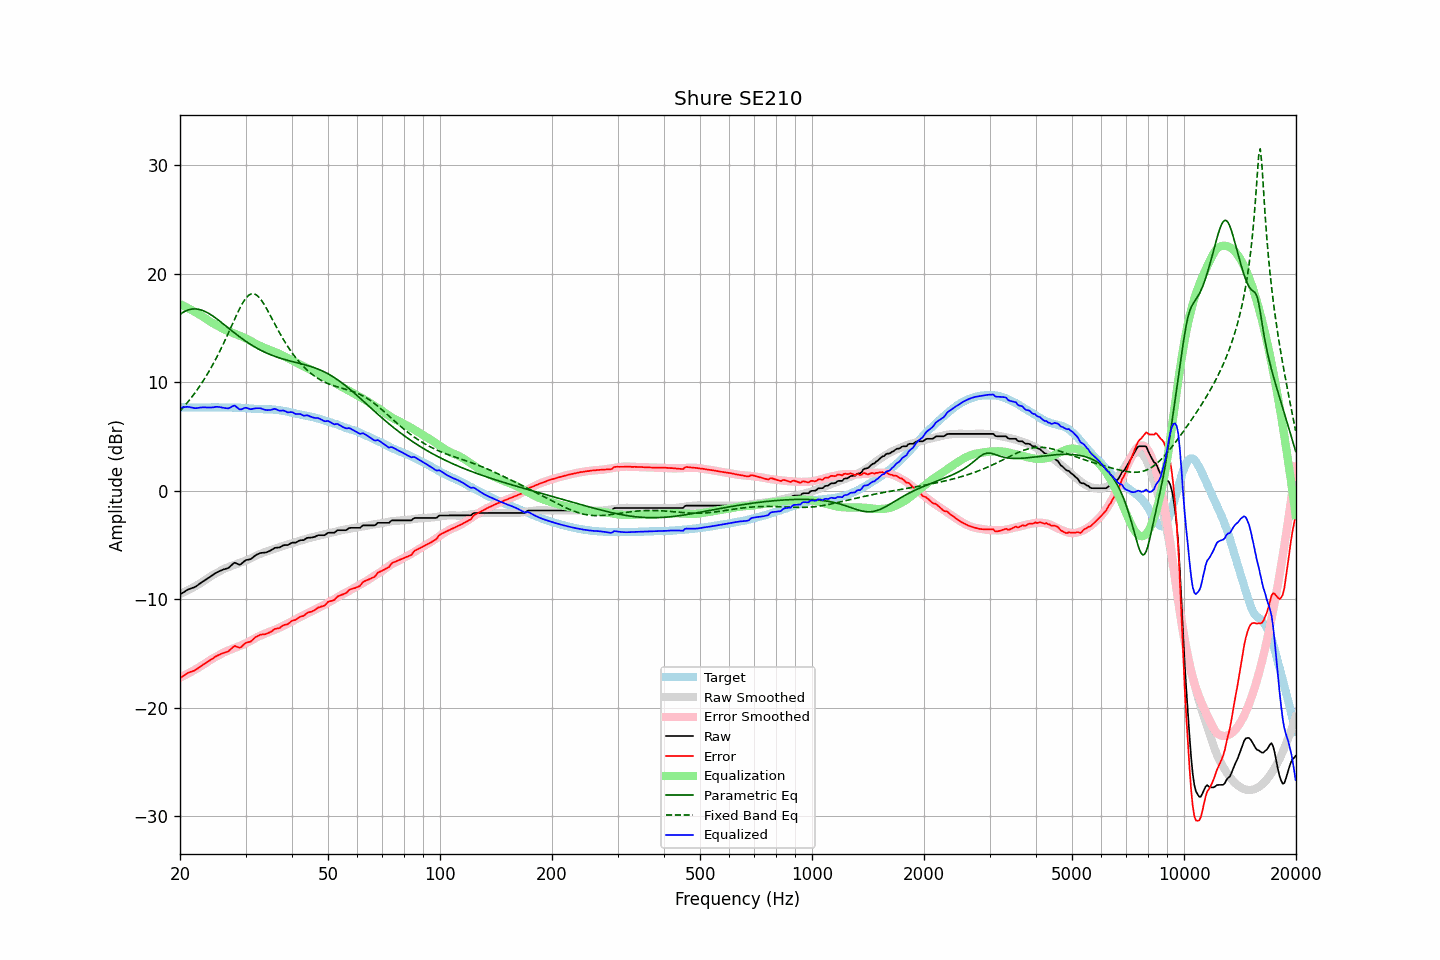 Shure SE210
Amplitude (dBr)
30
20
10
0
−10
−20
−30
20
50
100
200
500
1000
2000
5000
10000
20000
Frequency (Hz)
Target
Raw Smoothed
Error Smoothed
Raw
Error
Equalization
Parametric Eq
Fixed Band Eq
Equalized